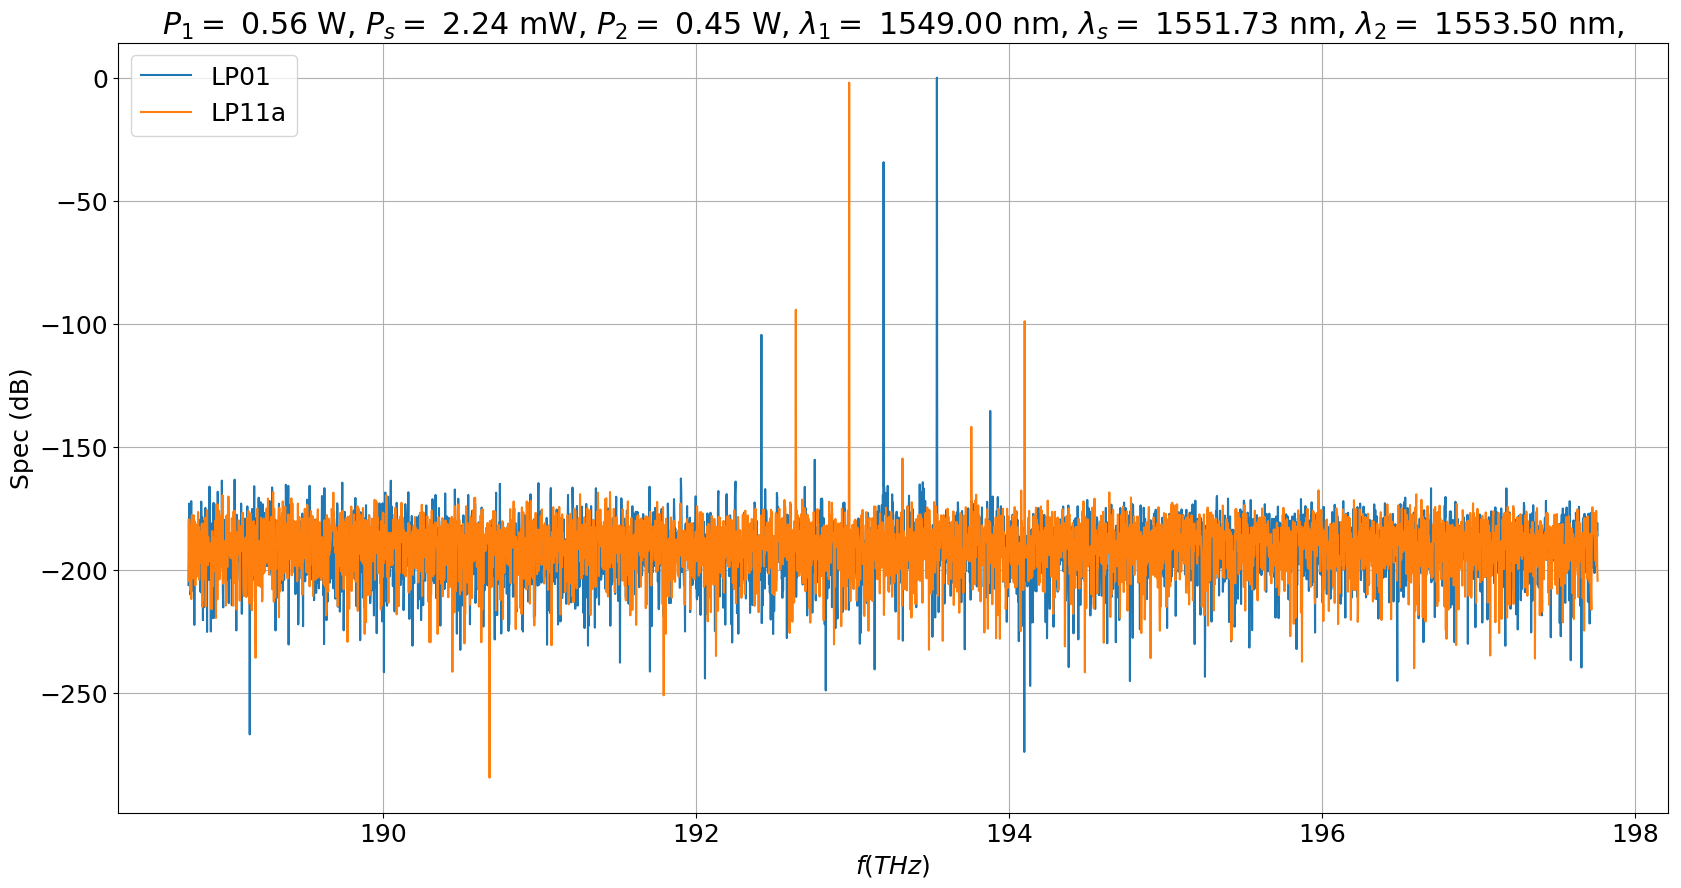 P₁ = 0.56 W, Pₛ = 2.24 mW, P₂ = 0.45 W, λ₁ = 1549.00 nm, λₛ = 1551.73 nm, λ₂ = 1553.50 nm,
LP01
LP11a
Spec (dB)
0
−50
−100
−150
−200
−250
190
192
194
196
198
f(THz)